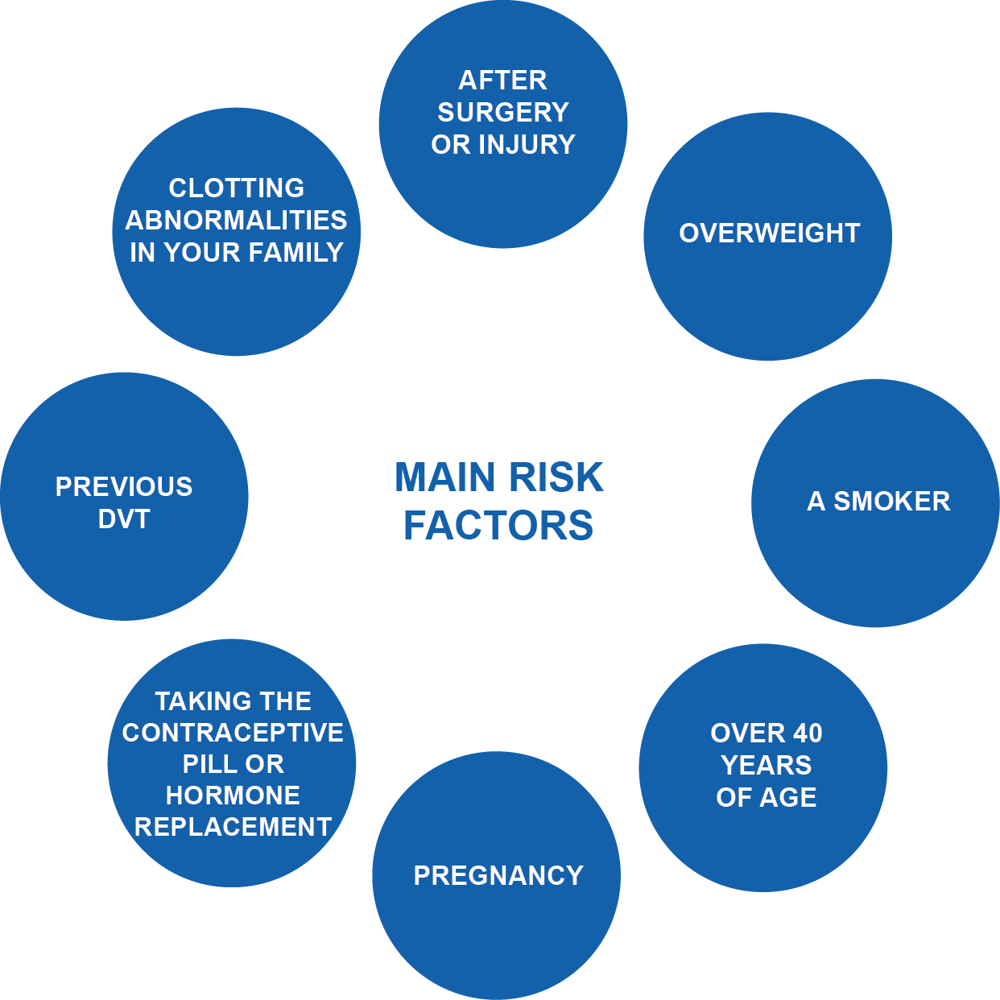 AFTER
SURGERY
OR INJURY
OVERWEIGHT
A SMOKER
OVER 40
YEARS
OF AGE
PREGNANCY
TAKING THE
CONTRACEPTIVE
PILL OR
HORMONE
REPLACEMENT
PREVIOUS
DVT
CLOTTING
ABNORMALITIES
IN YOUR FAMILY
MAIN RISK
FACTORS